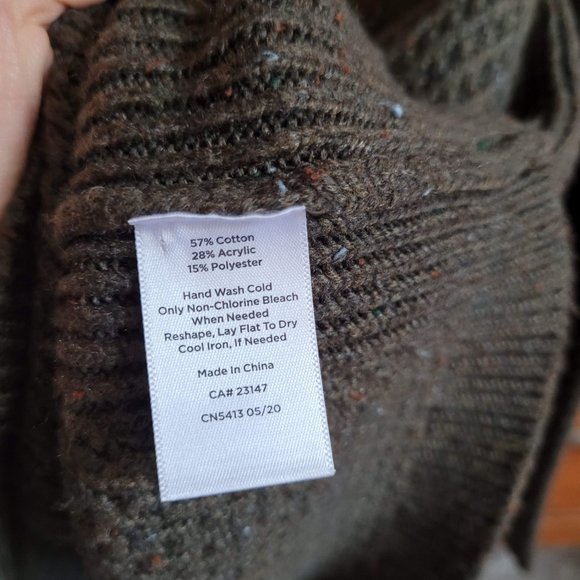 57% Cotton
28% Acrylic
15% Polyester
Hand Wash Cold
Only Non-Chlorine Bleach
When Needed
Reshape, Lay Flat To Dry
Cool Iron, If Needed
Made in China
CA# 23147
CN5413 05/20